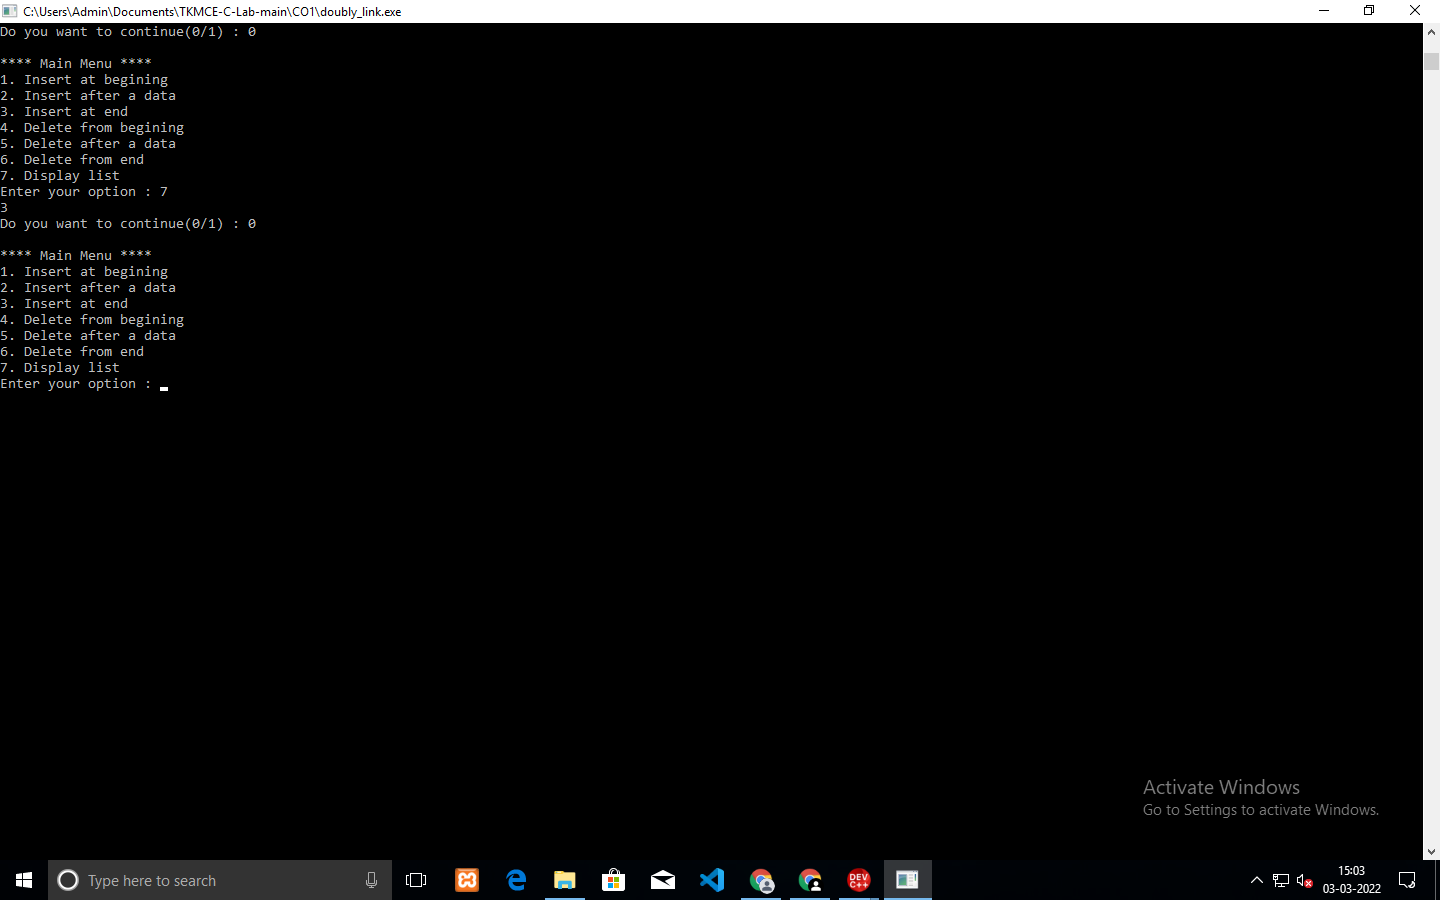 C:\Users\Admin\Documents\TKMCE-C-Lab-main\CO1\doubly_link.exe
Do you want to continue(0/1) : 0
**** Main Menu ****
1. Insert at begining
2. Insert after a data
3. Insert at end
4. Delete from begining
5. Delete after a data
6. Delete from end
7. Display list
Enter your option : 7
3
Do you want to continue(0/1) : 0
**** Main Menu ****
1. Insert at begining
2. Insert after a data
3. Insert at end
4. Delete from begining
5. Delete after a data
6. Delete from end
7. Display list
Enter your option :
Activate Windows
Go to Settings to activate Windows.
Type here to search
DEV
C++
15:03
03-03-2022